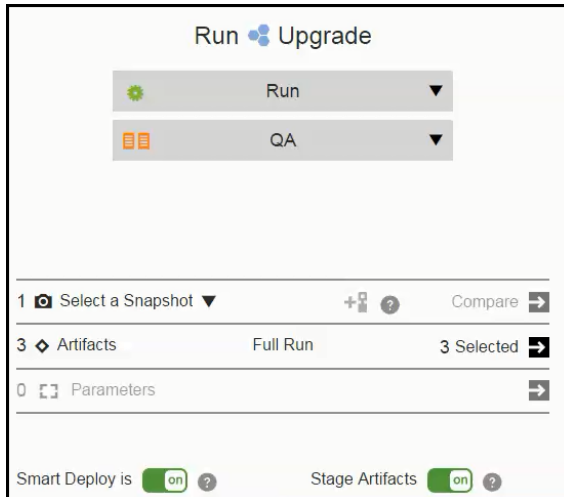 Run Upgrade
Run
QA
1 Select a Snapshot ? Compare
3 Artifacts Full Run 3 Selected
0 Parameters
Smart Deploy is on ? Stage Artifacts on ?